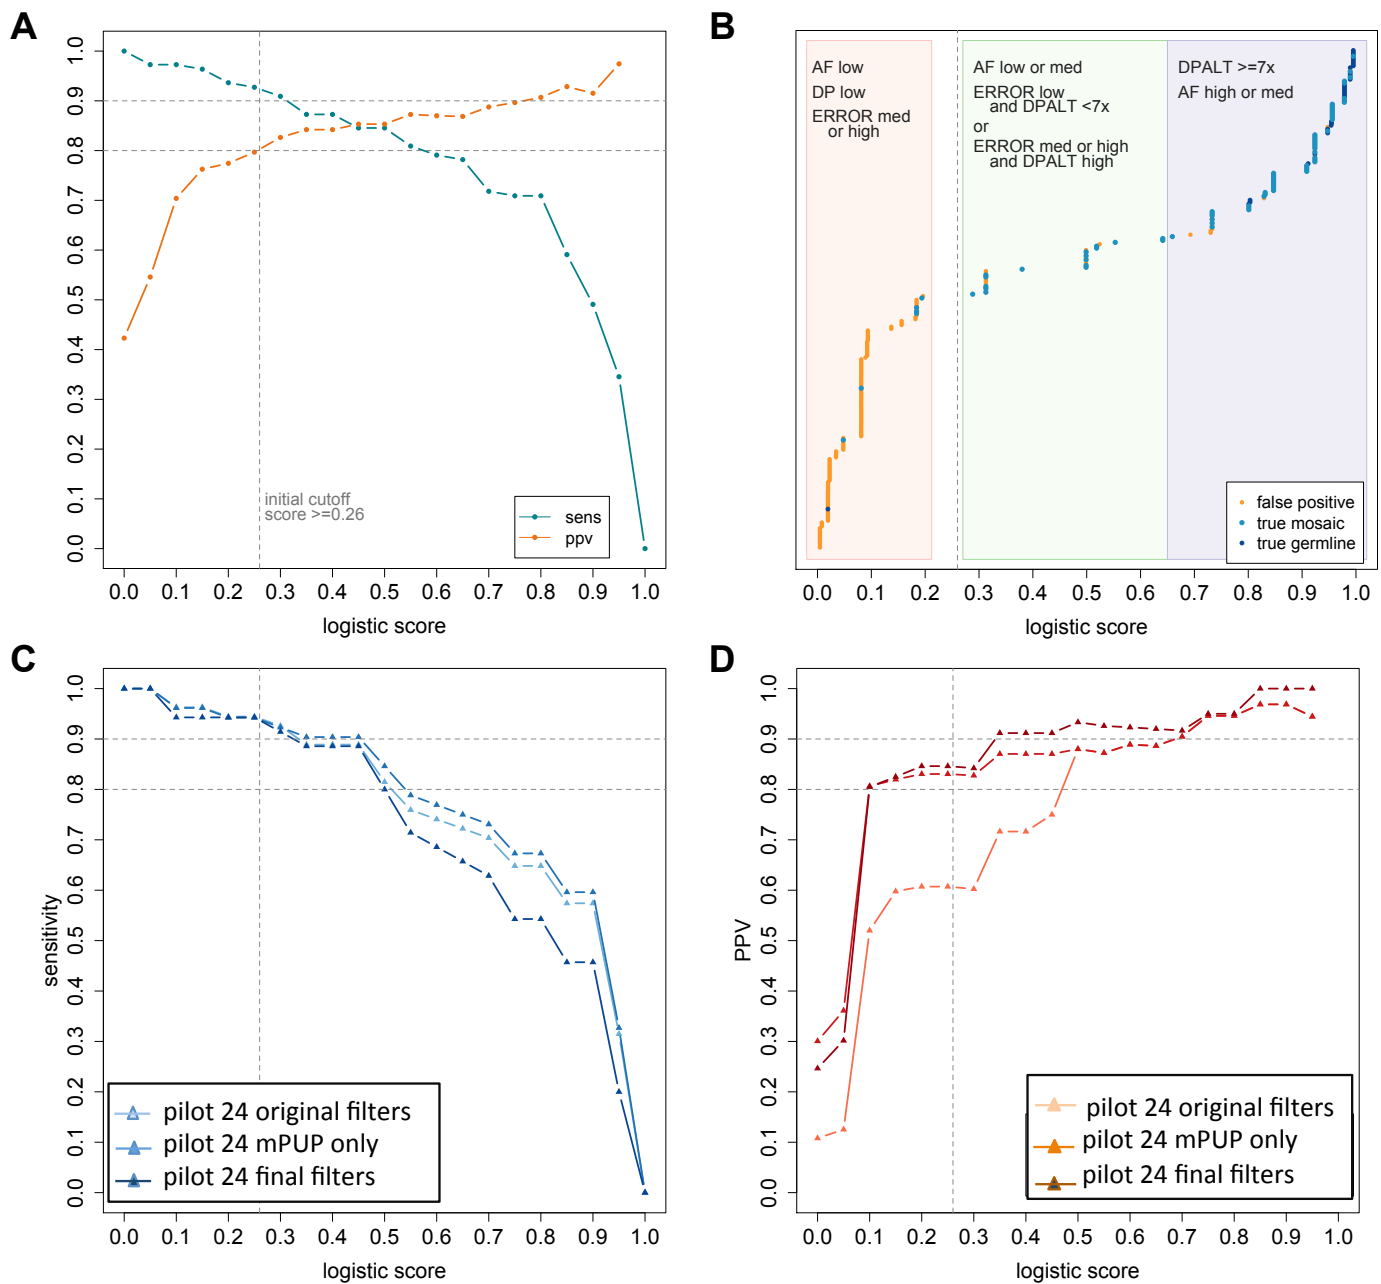 A
1.0
0.9
0.8
0.7
0.6
0.5
0.4
0.3
0.2
0.1
0.0
initial cutoff
score >=0.26
sens
ppv
0.0 0.1 0.2 0.3 0.4 0.5 0.6 0.7 0.8 0.9 1.0
logistic score
B
AF low
DP low
ERROR med
or high
AF low or med
ERROR low
and DPALT <7x
or
ERROR med or high
and DPALT high
DPALT >=7x
AF high or med
false positive
true mosaic
true germline
0.0 0.1 0.2 0.3 0.4 0.5 0.6 0.7 0.8 0.9 1.0
logistic score
C
sensitivity
1.0
0.9
0.8
0.7
0.6
0.5
0.4
0.3
0.2
0.1
0.0
pilot 24 original filters
pilot 24 mPUP only
pilot 24 final filters
0.0 0.1 0.2 0.3 0.4 0.5 0.6 0.7 0.8 0.9 1.0
logistic score
D
PPV
1.0
0.9
0.8
0.7
0.6
0.5
0.4
0.3
0.2
0.1
0.0
pilot 24 original filters
pilot 24 mPUP only
pilot 24 final filters
0.0 0.1 0.2 0.3 0.4 0.5 0.6 0.7 0.8 0.9 1.0
logistic score